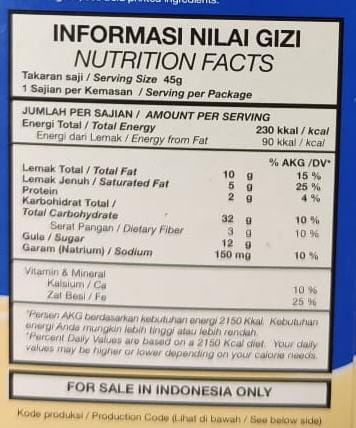 printed ingredients.
INFORMASI NILAI GIZI
NUTRITION FACTS
Takaran saji / Serving Size 45g
1 Sajian per Kemasan / Serving per Package
JUMLAH PER SAJIAN / AMOUNT PER SERVING
Energi Total / Total Energy 230 kkal / kcal
Energi dari Lemak / Energy from Fat 90 kkal / kcal
% AKG /DV*
Lemak Total / Total Fat 10 g 15 %
Lemak Jenuh / Saturated Fat 5 g 25 %
Protein 2 g 4 %
Karbohidrat Total /
Total Carbohydrate 32 g 10 %
Serat Pangan / Dietary Fiber 3 g 10 %
Gula / Sugar 12 g
Garam (Natrium) / Sodium 150 mg 10 %
Vitamin & Mineral
Kalsium / Ca 10 %
Zat Besi / Fe 25 %
*Persen AKG berdasarkan kebutuhan energi 2150 Kkal. Kebutuhan
energi Anda mungkin lebih tinggi atau lebih rendah.
*Percent Daily Values are based on a 2150 Kcal diet. Your daily
values may be higher or lower depending on your calorie needs.
FOR SALE IN INDONESIA ONLY
Kode produksi / Production Code (Lihat di bawah / See below side)